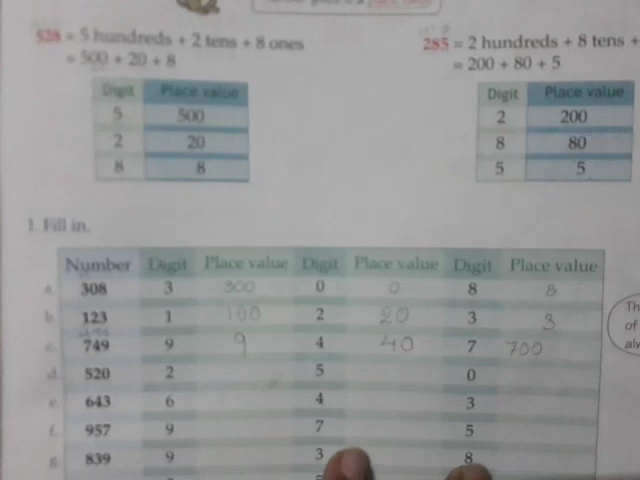 528 = 5 hundreds + 2 tens + 8 ones
= 500 + 20 + 8
Digit Place value
5 500
2 20
8 8
285 = 2 hundreds + 8 tens +
= 200 + 80 + 5
Digit Place value
2 200
8 80
5 5
1. Fill in.
Number Digit Place value Digit Place value Digit Place value
a. 308 3 300 0 0 8 8
b. 123 1 100 2 20 3 3
c. 749 9 9 4 40 7 700
d. 520 2 5 0
e. 643 6 4 3
f. 957 9 7 5
g. 839 9 3 8
Th
of
alw